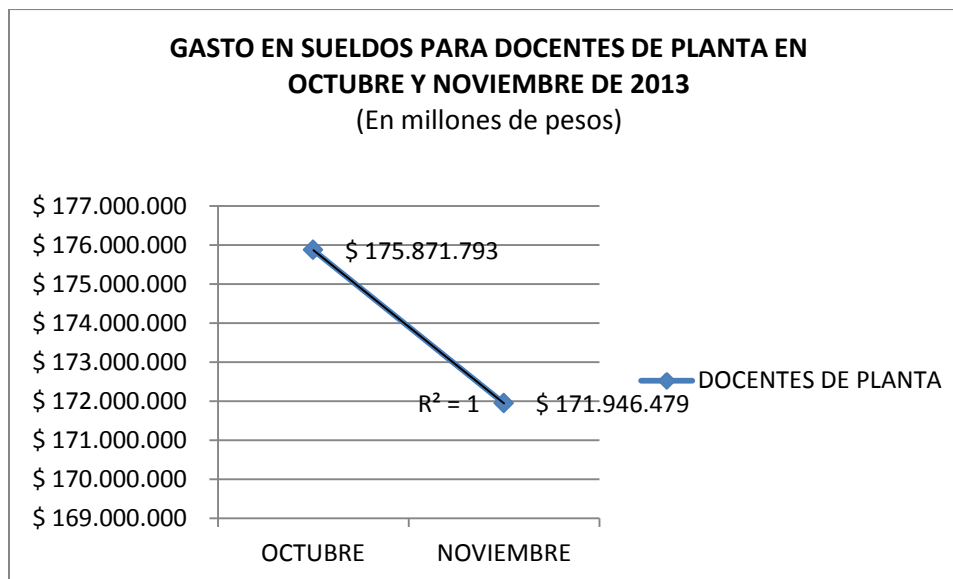 GASTO EN SUELDOS PARA DOCENTES DE PLANTA EN
OCTUBRE Y NOVIEMBRE DE 2013
(En millones de pesos)
$ 177.000.000
$ 176.000.000
$ 175.000.000
$ 174.000.000
$ 173.000.000
$ 172.000.000
$ 171.000.000
$ 170.000.000
$ 169.000.000
$ 175.871.793
R² = 1
$ 171.946.479
OCTUBRE
NOVIEMBRE
DOCENTES DE PLANTA